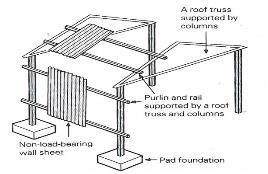 A roof truss
supported by
columns
Purlin and rail
supported by a roof
truss and columns
Non-load-bearing
wall sheet
Pad foundation